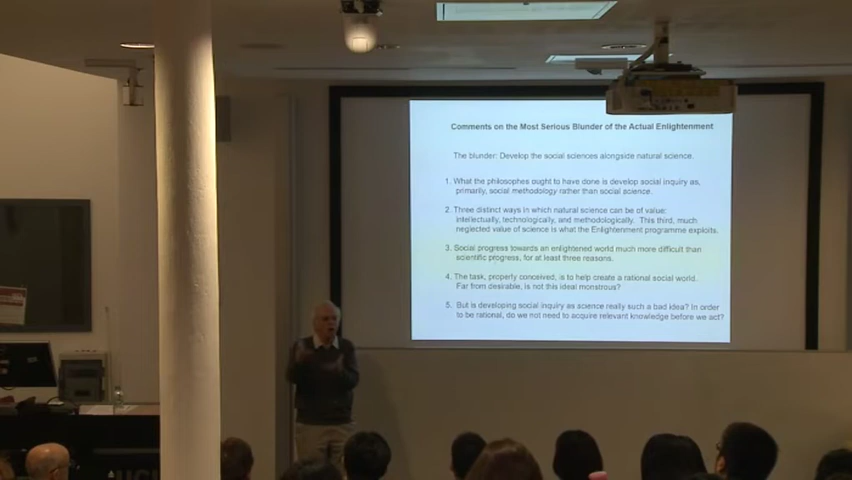 Comments on the Most Serious Blunder of the Actual Enlightenment
The blunder: Develop the social sciences alongside natural science.
1. What the philosophes ought to have done is develop social inquiry as,
primarily, social methodology rather than social science.
2. Three distinct ways in which natural science can be of value:
intellectually, technologically, and methodologically. This third, much
neglected value of science is what the Enlightenment programme exploits.
3. Social progress towards an enlightened world much more difficult than
scientific progress, for at least three reasons.
4. The task, properly conceived, is to help create a rational social world.
Far from desirable, is not this ideal monstrous?
5. But is developing social inquiry as science really such a bad idea? In order
to be rational, do we not need to acquire relevant knowledge before we act?